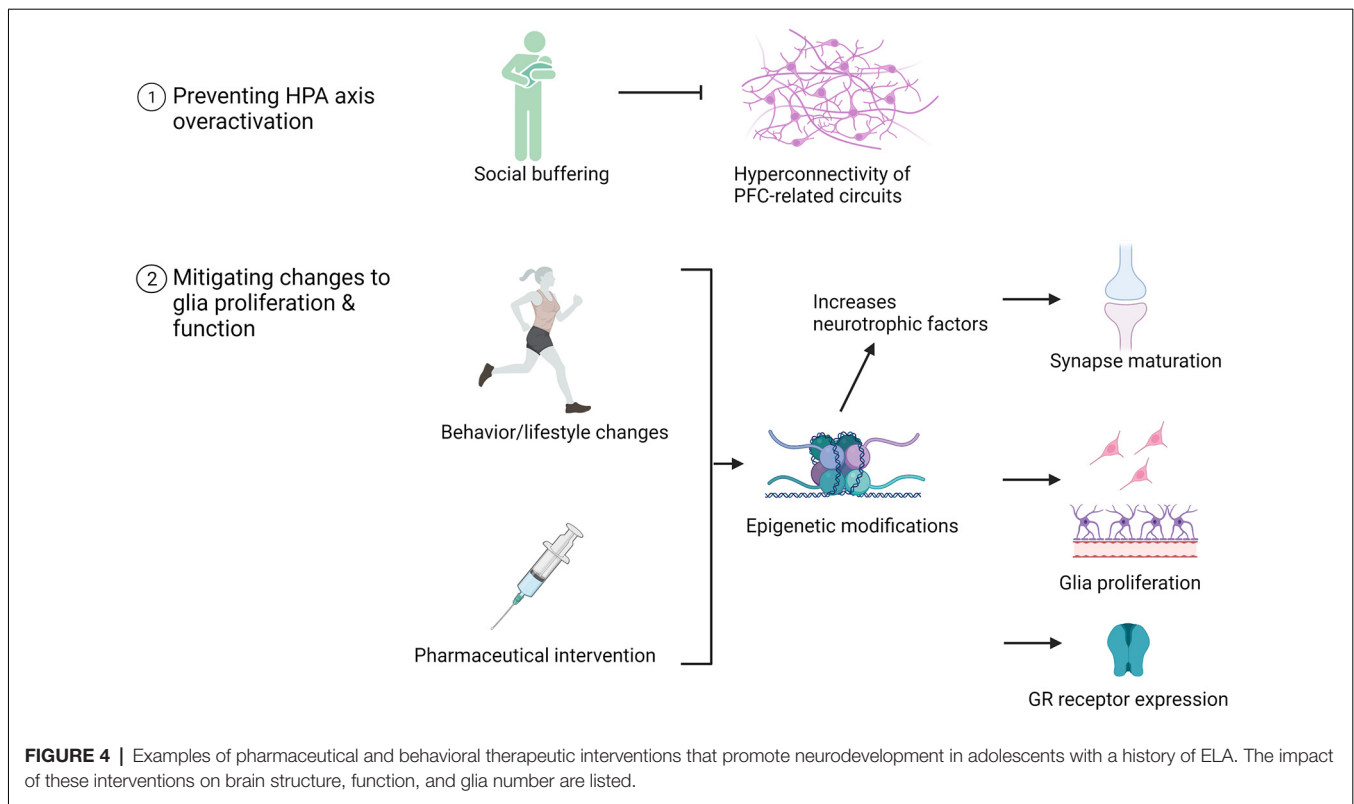 1 Preventing HPA axis
overactivation
Social buffering
Hyperconnectivity of
PFC-related circuits
2 Mitigating changes to
glia proliferation &
function
Behavior/lifestyle changes
Pharmaceutical intervention
Epigenetic modifications
Increases
neurotrophic factors
Synapse maturation
Glia proliferation
GR receptor expression
FIGURE 4 | Examples of pharmaceutical and behavioral therapeutic interventions that promote neurodevelopment in adolescents with a history of ELA. The impact
of these interventions on brain structure, function, and glia number are listed.